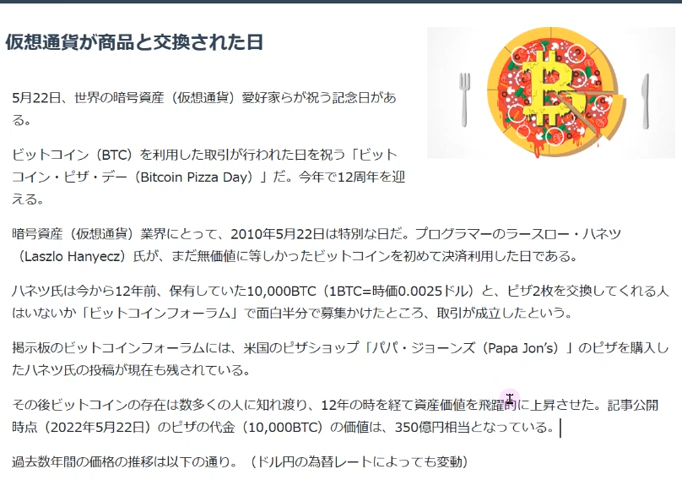 仮想通貨が商品と交換された日
5月22日、世界の暗号資産（仮想通貨）愛好家らが祝う記念日があ
る。
ビットコイン（BTC）を利用した取引が行われた日を祝う「ビット
コイン・ピザ・デー（Bitcoin Pizza Day）」だ。今年で12周年を迎
える。
暗号資産（仮想通貨）業界にとって、2010年5月22日は特別な日だ。プログラマーのラースロー・ハネツ
（Laszlo Hanyecz）氏が、まだ無価値に等しかったビットコインを初めて決済利用した日である。
ハネツ氏は今から12年前、保有していた10,000BTC（1BTC=時価0.0025ドル）と、ピザ2枚を交換してくれる人
はいないか「ビットコインフォーラム」で面白半分で募集かけたところ、取引が成立したという。
掲示板のビットコインフォーラムには、米国のピザショップ「パパ・ジョーンズ（Papa Jon’s）」のピザを購入し
たハネツ氏の投稿が現在も残されている。
その後ビットコインの存在は数多くの人に知れ渡り、12年の時を経て資産価値を飛躍的に上昇させた。記事公開
時点（2022年5月22日）のピザの代金（10,000BTC）の価値は、350億円相当となっている。
過去数年間の価格の推移は以下の通り。（ドル円の為替レートによっても変動）